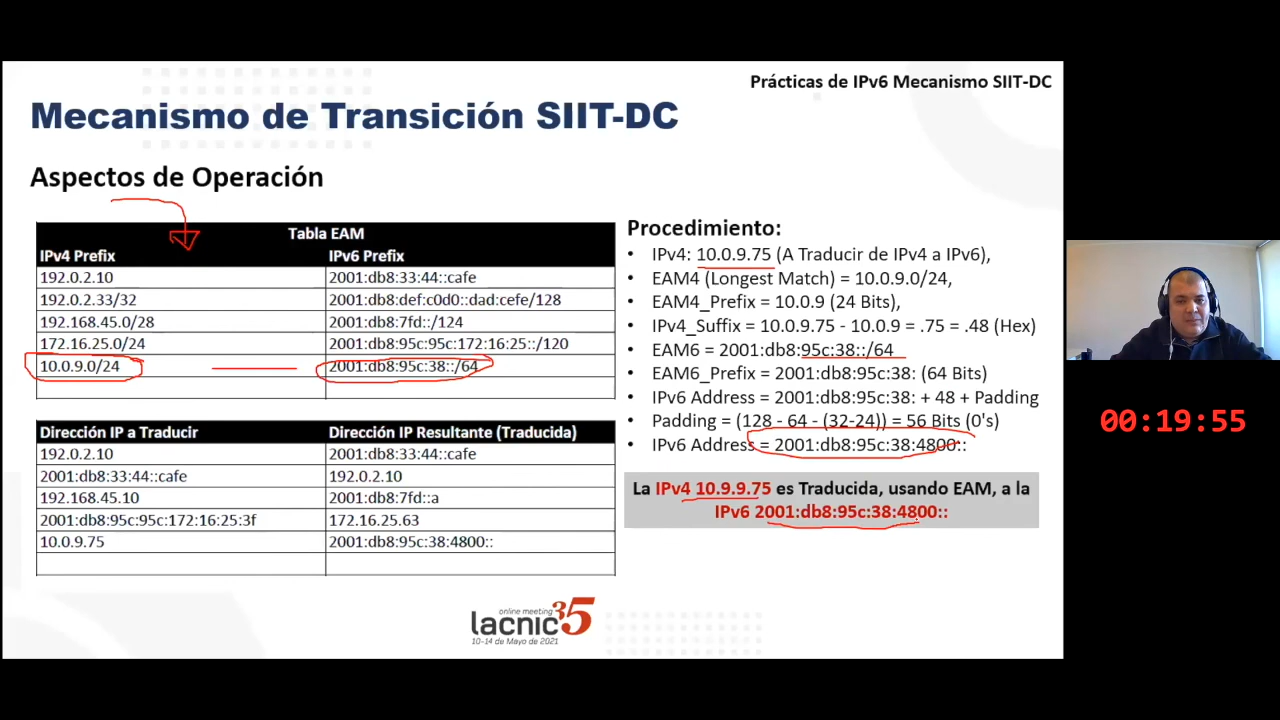 Prácticas de IPv6 Mecanismo SIIT-DC
Mecanismo de Transición SIIT-DC
Aspectos de Operación
Tabla EAM
IPv4 Prefix IPv6 Prefix
192.0.2.10 2001:db8:33:44::cafe
192.0.2.33/32 2001:db8:def:c0d0::dad:cefe/128
192.168.45.0/28 2001:db8:7fd::/124
172.16.25.0/24 2001:db8:95c:95c:172:16:25::/120
10.0.9.0/24 2001:db8:95c:38::/64
Dirección IP a Traducir Dirección IP Resultante (Traducida)
192.0.2.10 2001:db8:33:44::cafe
2001:db8:33:44::cafe 192.0.2.10
192.168.45.10 2001:db8:7fd::a
2001:db8:95c:95c:172:16:25:3f 172.16.25.63
10.0.9.75 2001:db8:95c:38:4800::
Procedimiento:
• IPv4: 10.0.9.75 (A Traducir de IPv4 a IPv6),
• EAM4 (Longest Match) = 10.0.9.0/24,
• EAM4_Prefix = 10.0.9 (24 Bits),
• IPv4_Suffix = 10.0.9.75 - 10.0.9 = .75 = .48 (Hex)
• EAM6 = 2001:db8:95c:38::/64
• EAM6_Prefix = 2001:db8:95c:38: (64 Bits)
• IPv6 Address = 2001:db8:95c:38: + 48 + Padding
• Padding = (128 - 64 - (32-24)) = 56 Bits (0's)
• IPv6 Address = 2001:db8:95c:38:4800::
La IPv4 10.9.9.75 es Traducida, usando EAM, a la
IPv6 2001:db8:95c:38:4800::
online meeting
lacnic35
10-14 de Mayo de 2021
00:19:55